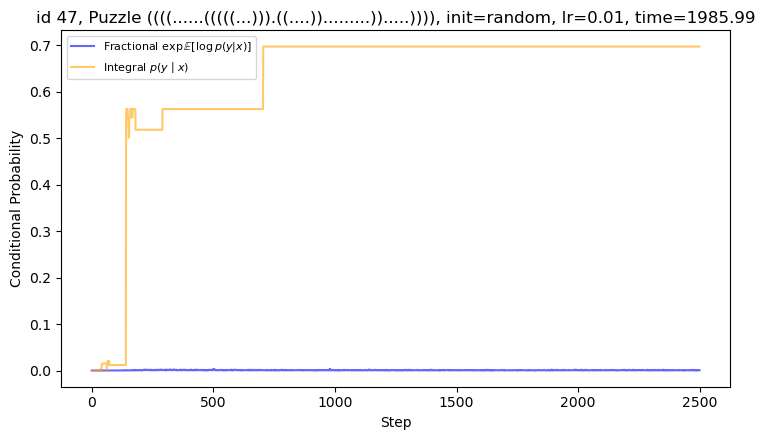 id 47, Puzzle ((((......(((((...))).((....)).........)).....)))), init=random, lr=0.01, time=1985.99
Fractional exp𝔼[log p(y|x)]
Integral p(y | x)
Conditional Probability
0.7
0.6
0.5
0.4
0.3
0.2
0.1
0.0
0
500
1000
1500
2000
2500
Step